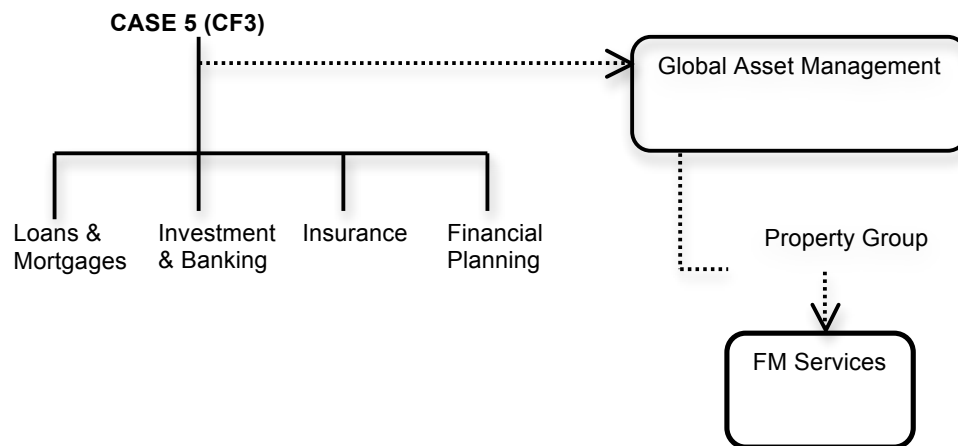 CASE 5 (CF3)
Global Asset Management
Loans &
Mortgages
Investment
& Banking
Insurance
Financial
Planning
Property Group
FM Services